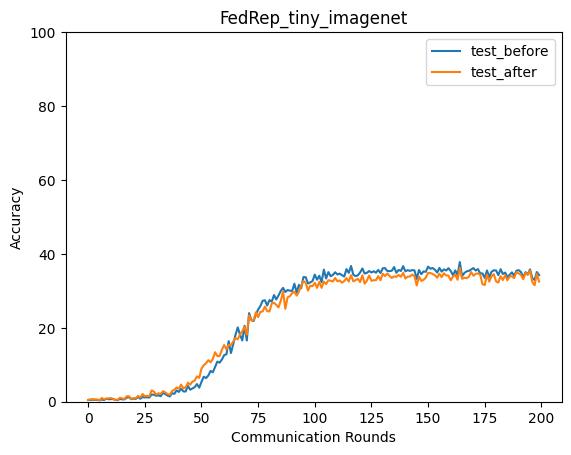 FedRep_tiny_imagenet
100
80
60
40
20
0
Accuracy
test_before
test_after
0 25 50 75 100 125 150 175 200
Communication Rounds